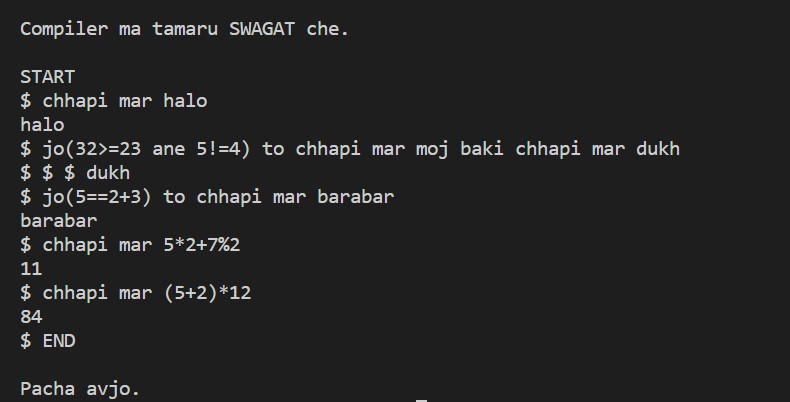 Compiler ma tamaru SWAGAT che.
START
$ chhapi mar halo
halo
$ jo(32>=23 ane 5!=4) to chhapi mar moj baki chhapi mar dukh
$ $ $ dukh
$ jo(5==2+3) to chhapi mar barabar
barabar
$ chhapi mar 5*2+7%2
11
$ chhapi mar (5+2)*12
84
$ END
Pacha avjo.